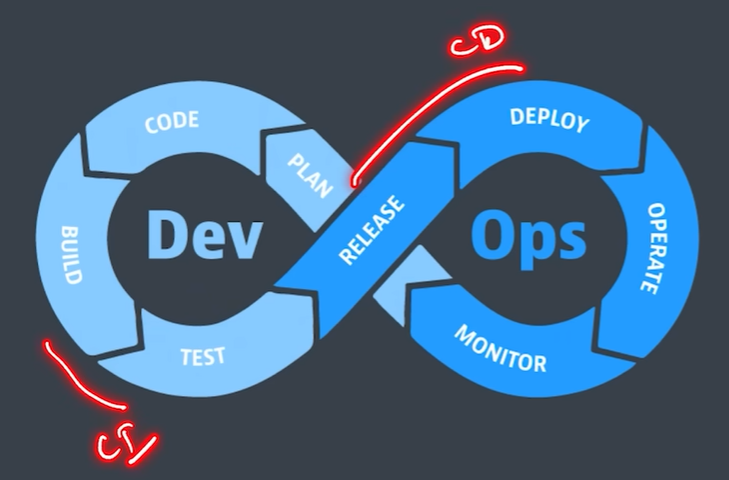 CD
CODE
DEPLOY
PLAN
RELEASE
BUILD
Dev
Ops
OPERATE
TEST
MONITOR
CI